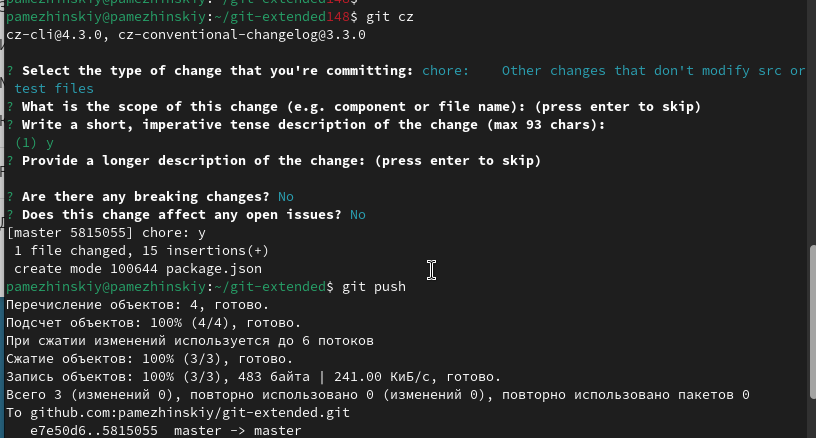 pamezhinskiy@pamezhinskiy:~/git-extended148$
pamezhinskiy@pamezhinskiy:~/git-extended148$ git cz
cz-cli@4.3.0, cz-conventional-changelog@3.3.0
? Select the type of change that you're committing: chore:    Other changes that don't modify src or
test files
? What is the scope of this change (e.g. component or file name): (press enter to skip)
? Write a short, imperative tense description of the change (max 93 chars):
(1) y
? Provide a longer description of the change: (press enter to skip)
? Are there any breaking changes? No
? Does this change affect any open issues? No
[master 5815055] chore: y
1 file changed, 15 insertions(+)
create mode 100644 package.json
pamezhinskiy@pamezhinskiy:~/git-extended$ git push
Перечисление объектов: 4, готово.
Подсчет объектов: 100% (4/4), готово.
При сжатии изменений используется до 6 потоков
Сжатие объектов: 100% (3/3), готово.
Запись объектов: 100% (3/3), 483 байта | 241.00 КиБ/с, готово.
Всего 3 (изменений 0), повторно использовано 0 (изменений 0), повторно использовано пакетов 0
To github.com:pamezhinskiy/git-extended.git
e7e50d6..5815055  master -> master